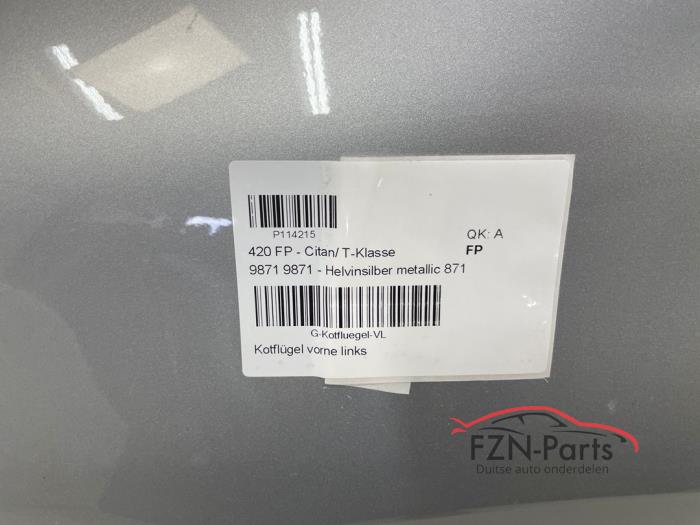 P114215
QK: A
420 FP - Citan/ T-Klasse
FP
9871 9871 - Helvinsilber metallic 871
G-Kotfluegel-VL
Kotflügel vorne links
FZN-Parts
Duitse auto onderdelen